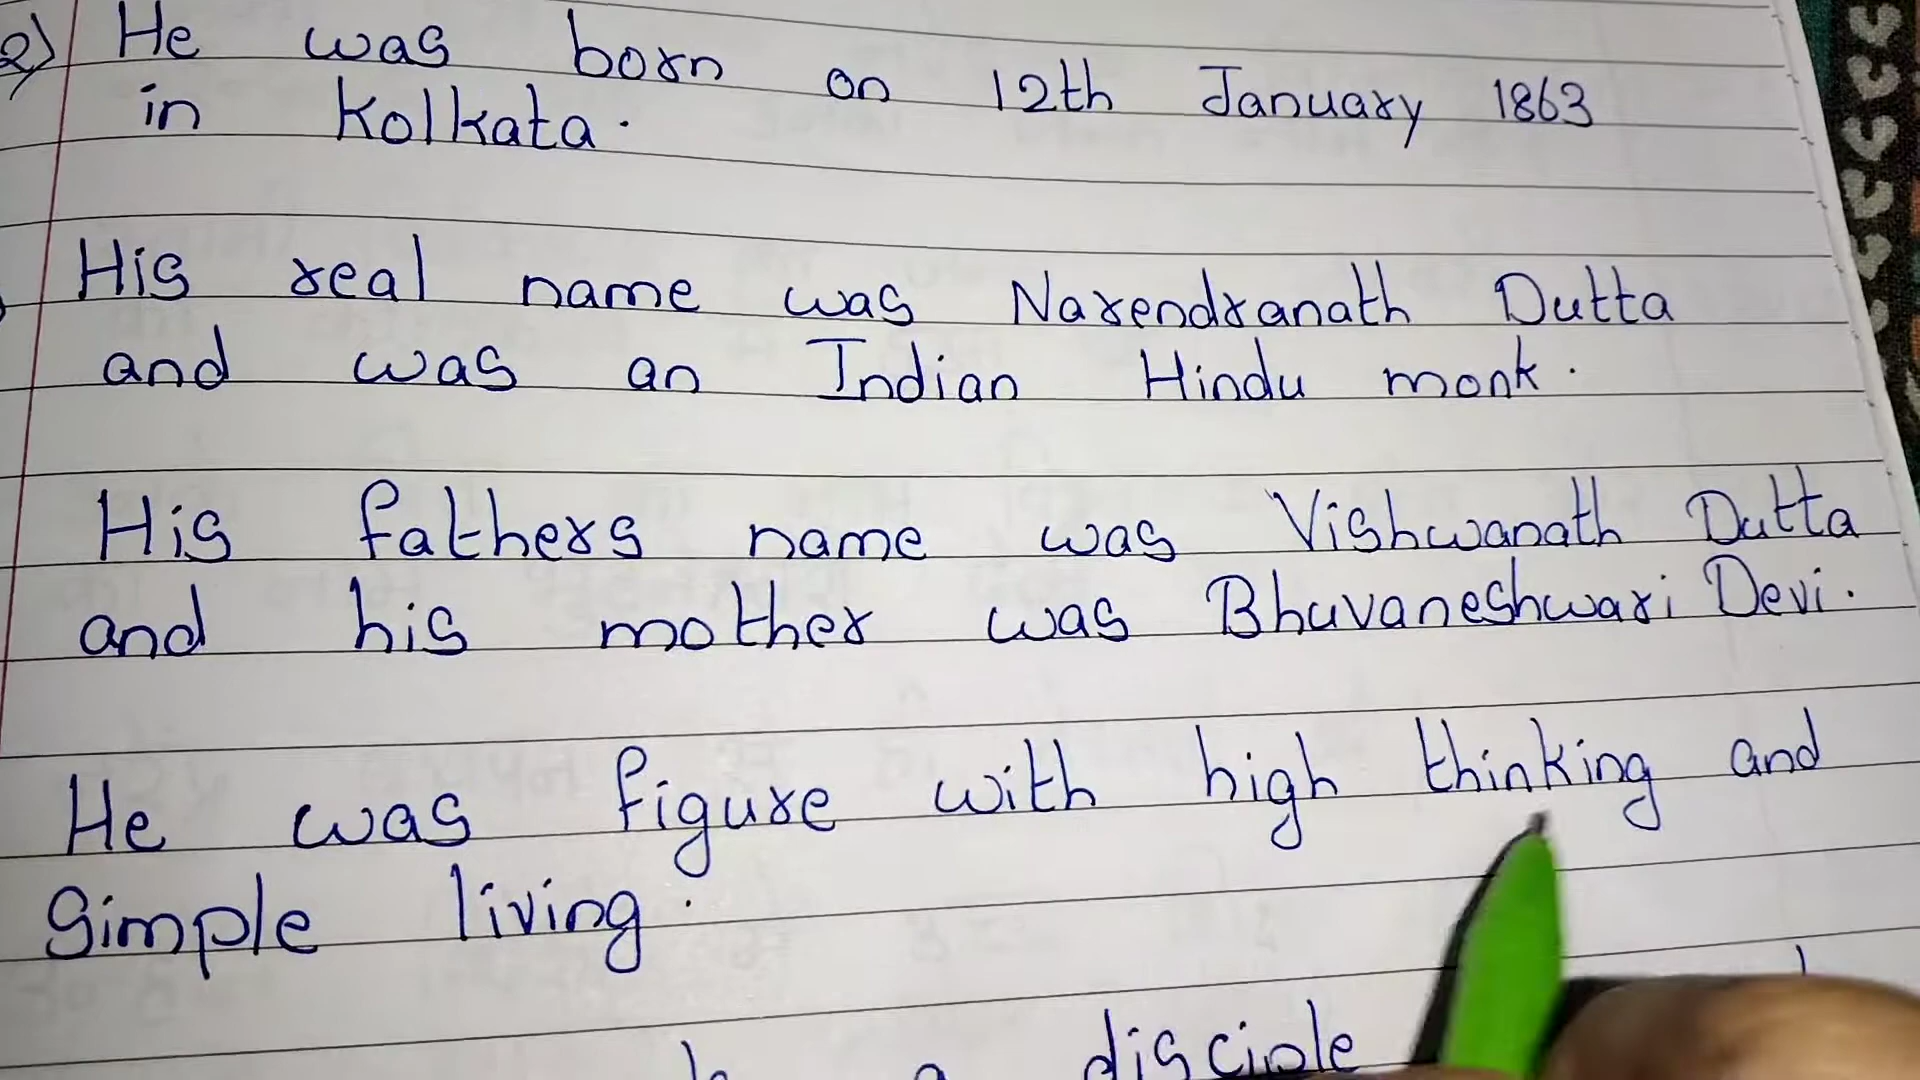 2) He was born on 12th January 1863
in Kolkata.
His real name was Narendranath Dutta
and was an Indian Hindu monk.
His fathers name was Vishwanath Dutta
and his mother was Bhuvaneshwari Devi.
He was figure with high thinking and
Simple living.
a disciple